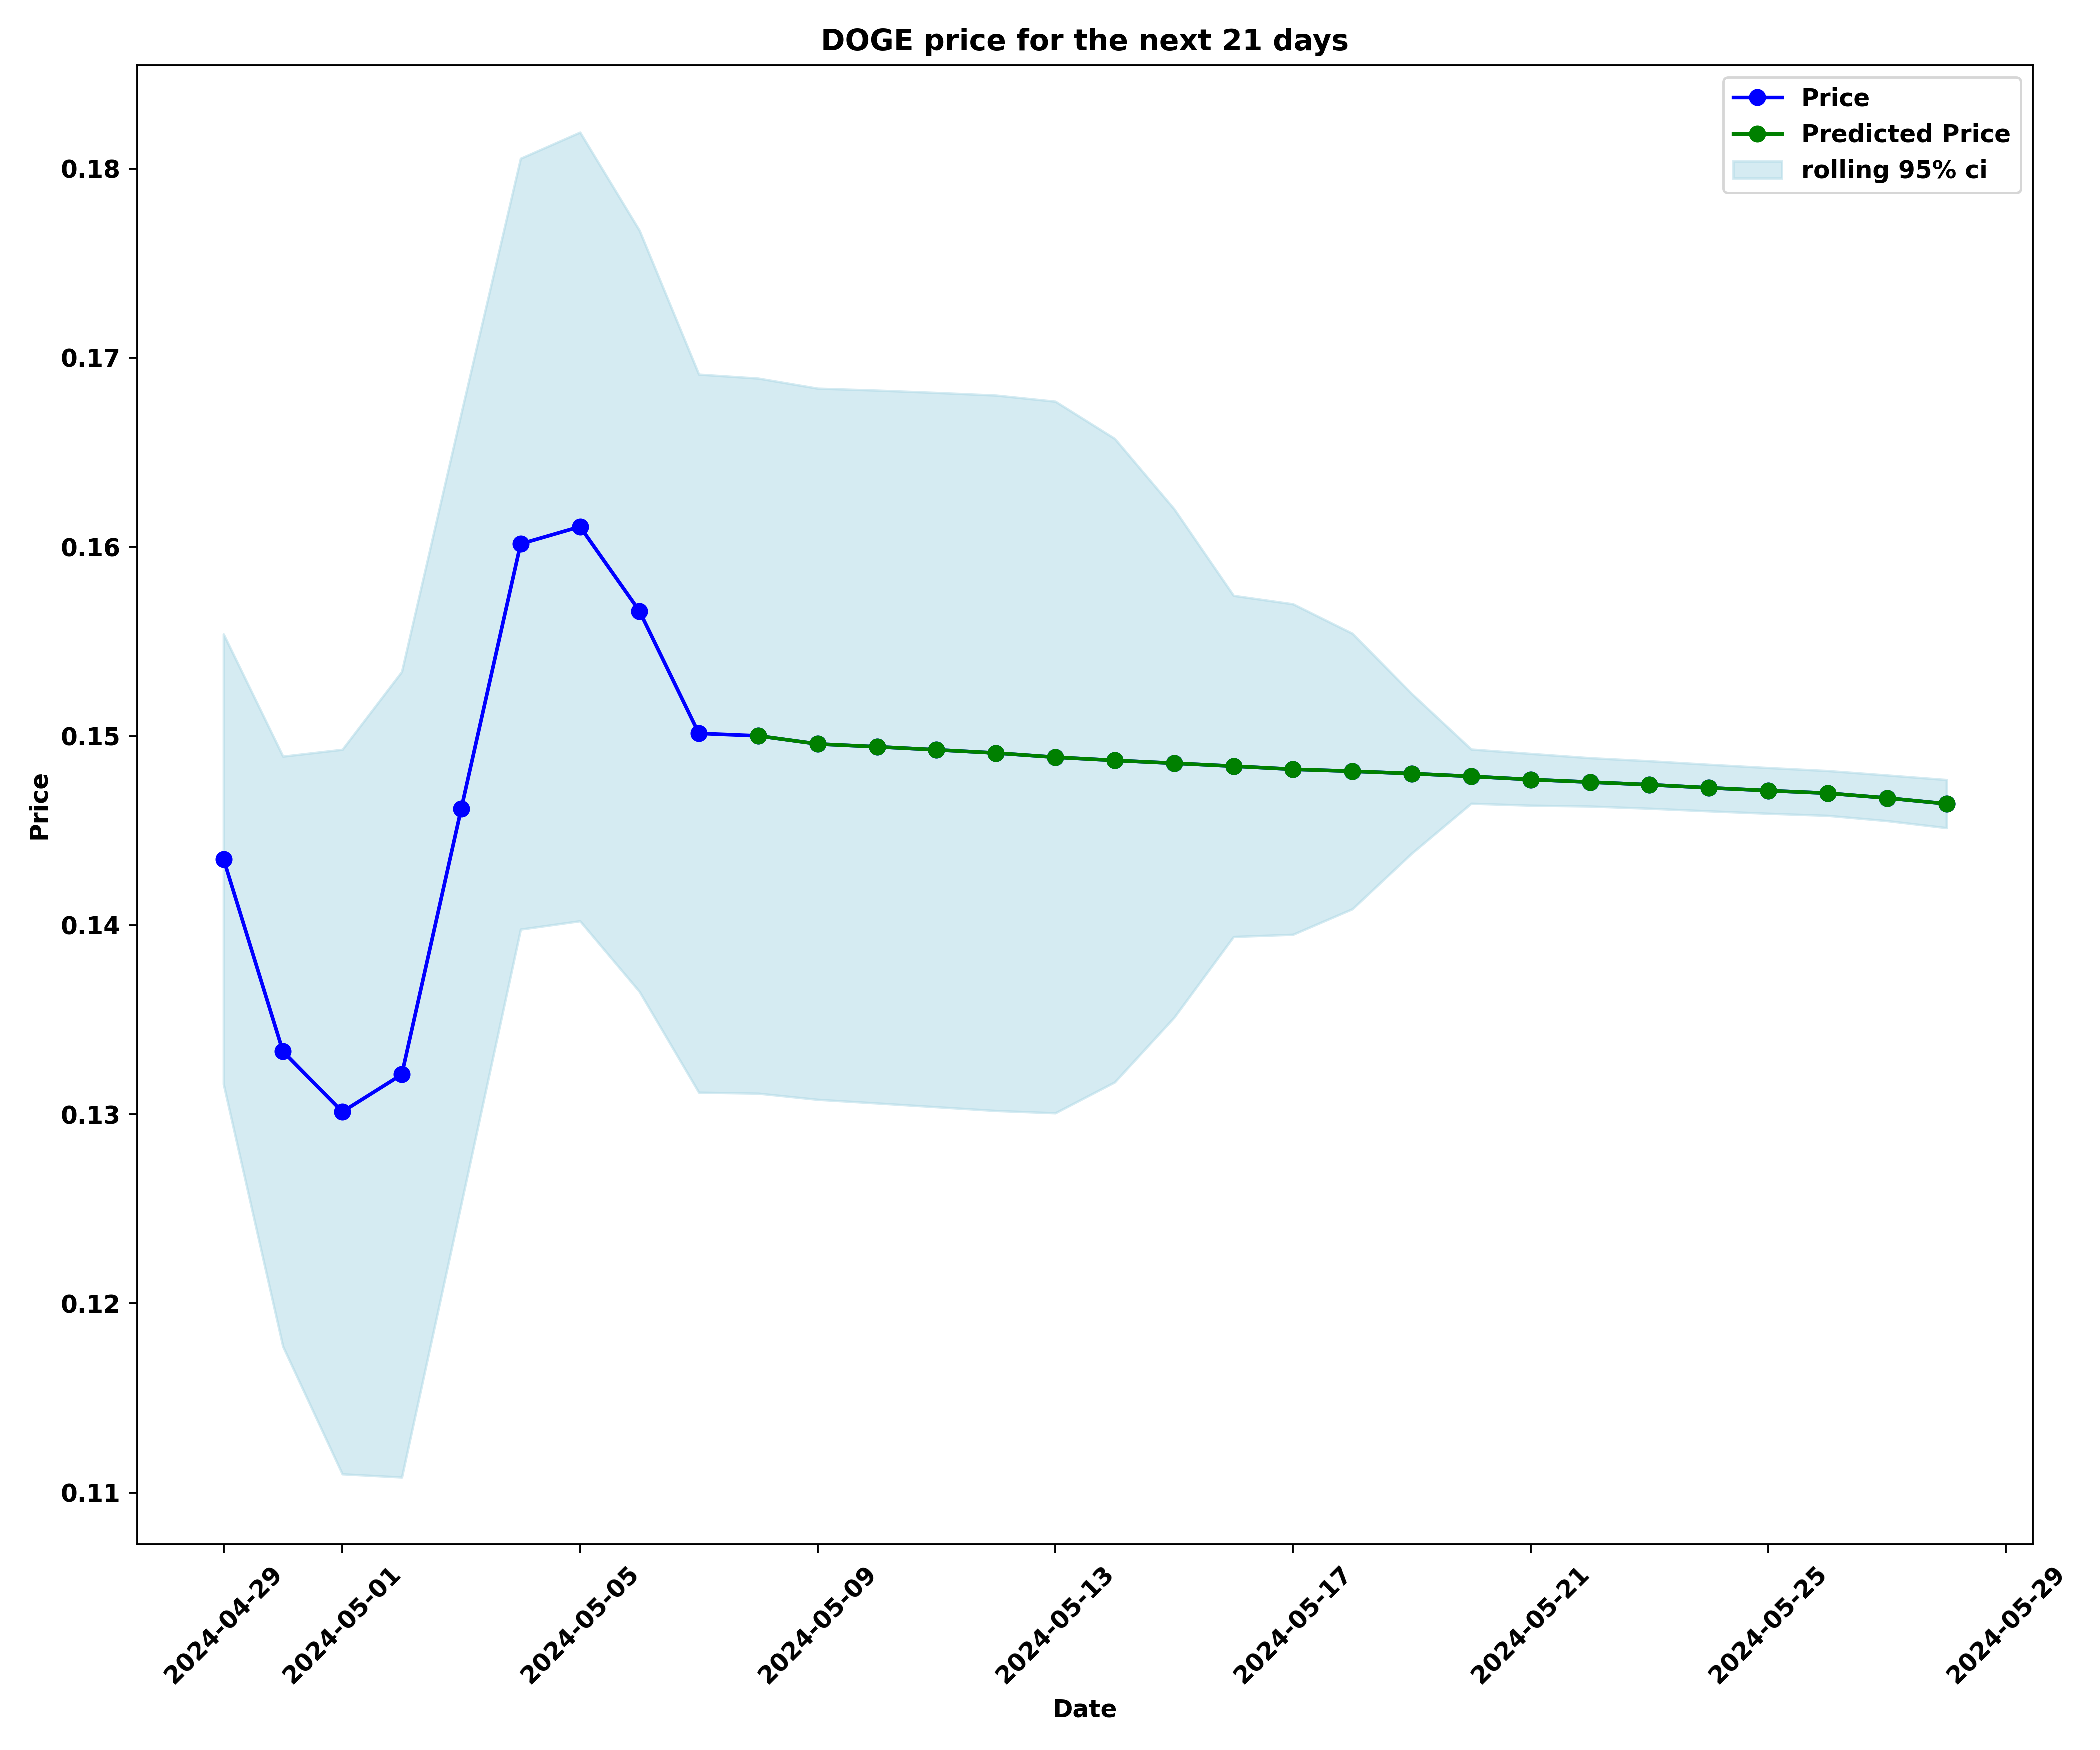 DOGE price for the next 21 days
Price
Predicted Price
rolling 95% ci
0.18
0.17
0.16
0.15
0.14
0.13
0.12
0.11
Price
2024-04-29
2024-05-01
2024-05-05
2024-05-09
2024-05-13
2024-05-17
2024-05-21
2024-05-25
2024-05-29
Date